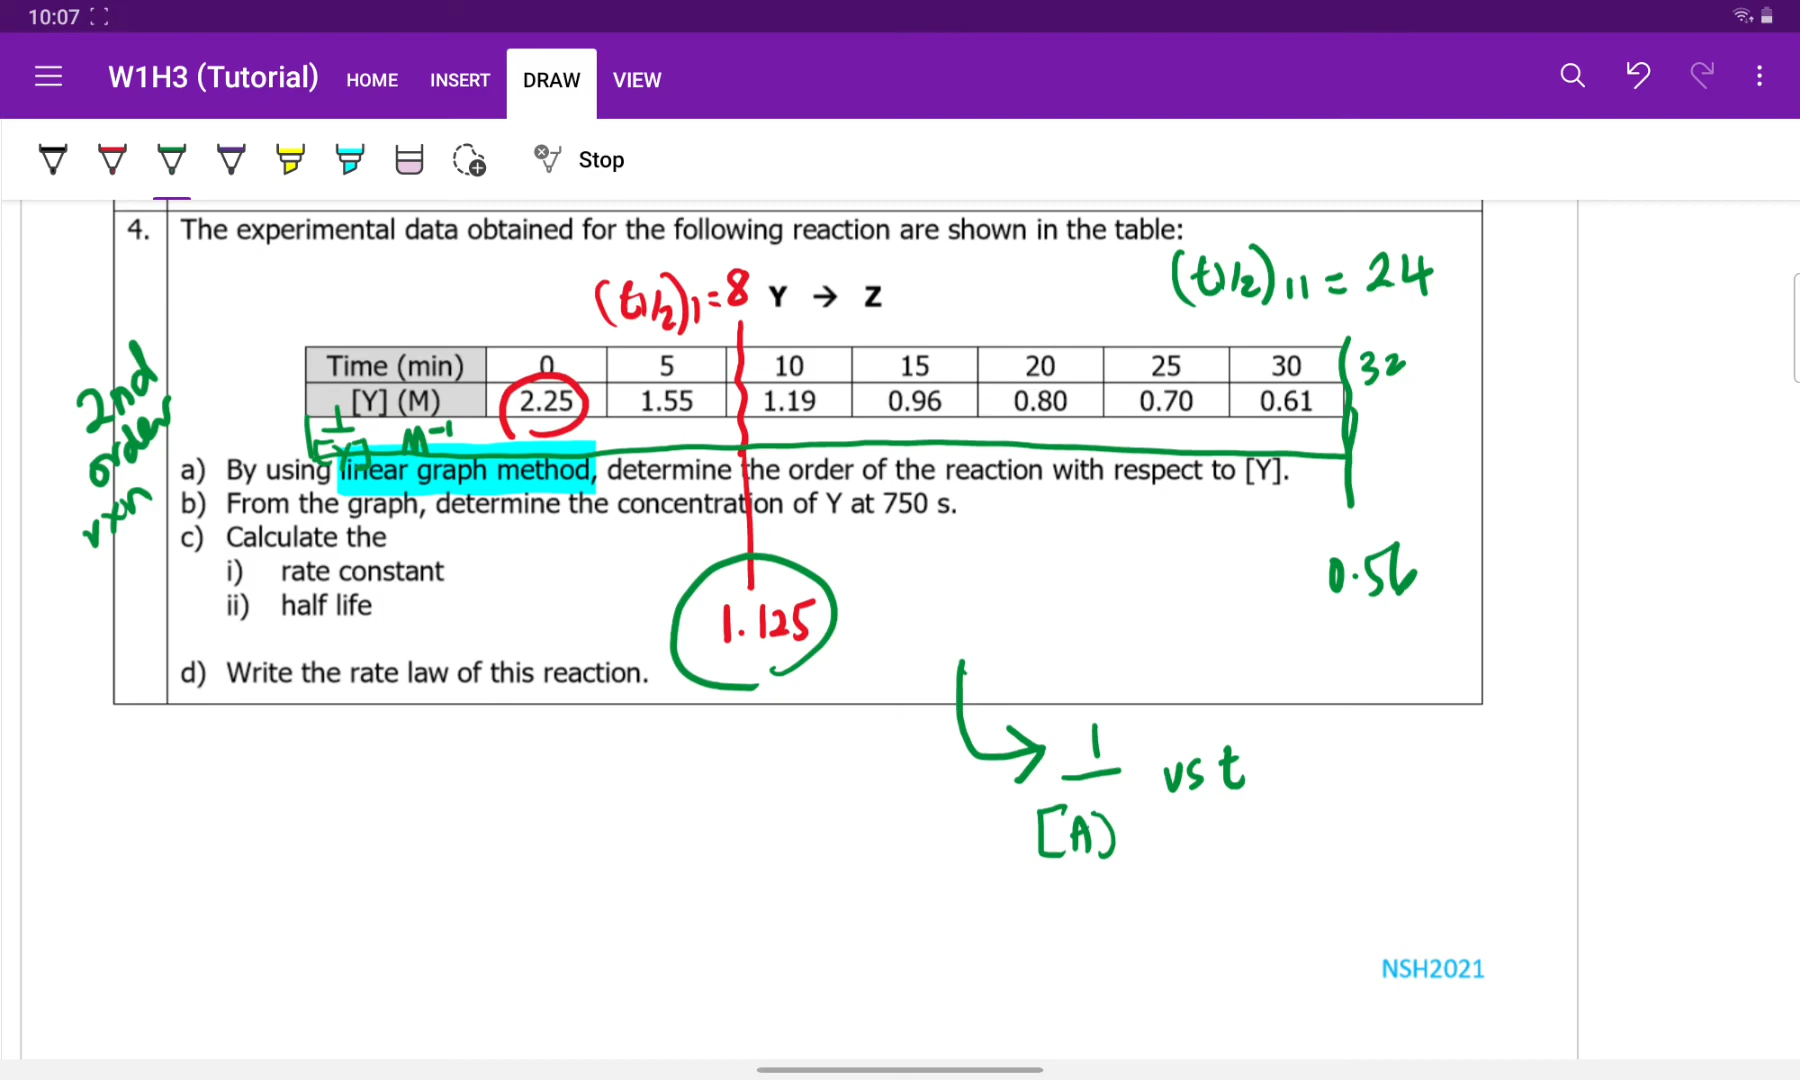 10:07
W1H3 (Tutorial) HOME INSERT DRAW VIEW
Stop
4. The experimental data obtained for the following reaction are shown in the table:
(t1/2)1 = 8 Y → Z (t1/2)11 = 24
Time (min) 0 5 10 15 20 25 30 32
[Y] (M) 2.25 1.55 1.19 0.96 0.80 0.70 0.61
1/[Y] M⁻¹
2nd
order
rxn
a) By using linear graph method, determine the order of the reaction with respect to [Y].
b) From the graph, determine the concentration of Y at 750 s.
c) Calculate the
i) rate constant
ii) half life
0.56
1.125
d) Write the rate law of this reaction.
1/[A) vs t
NSH2021